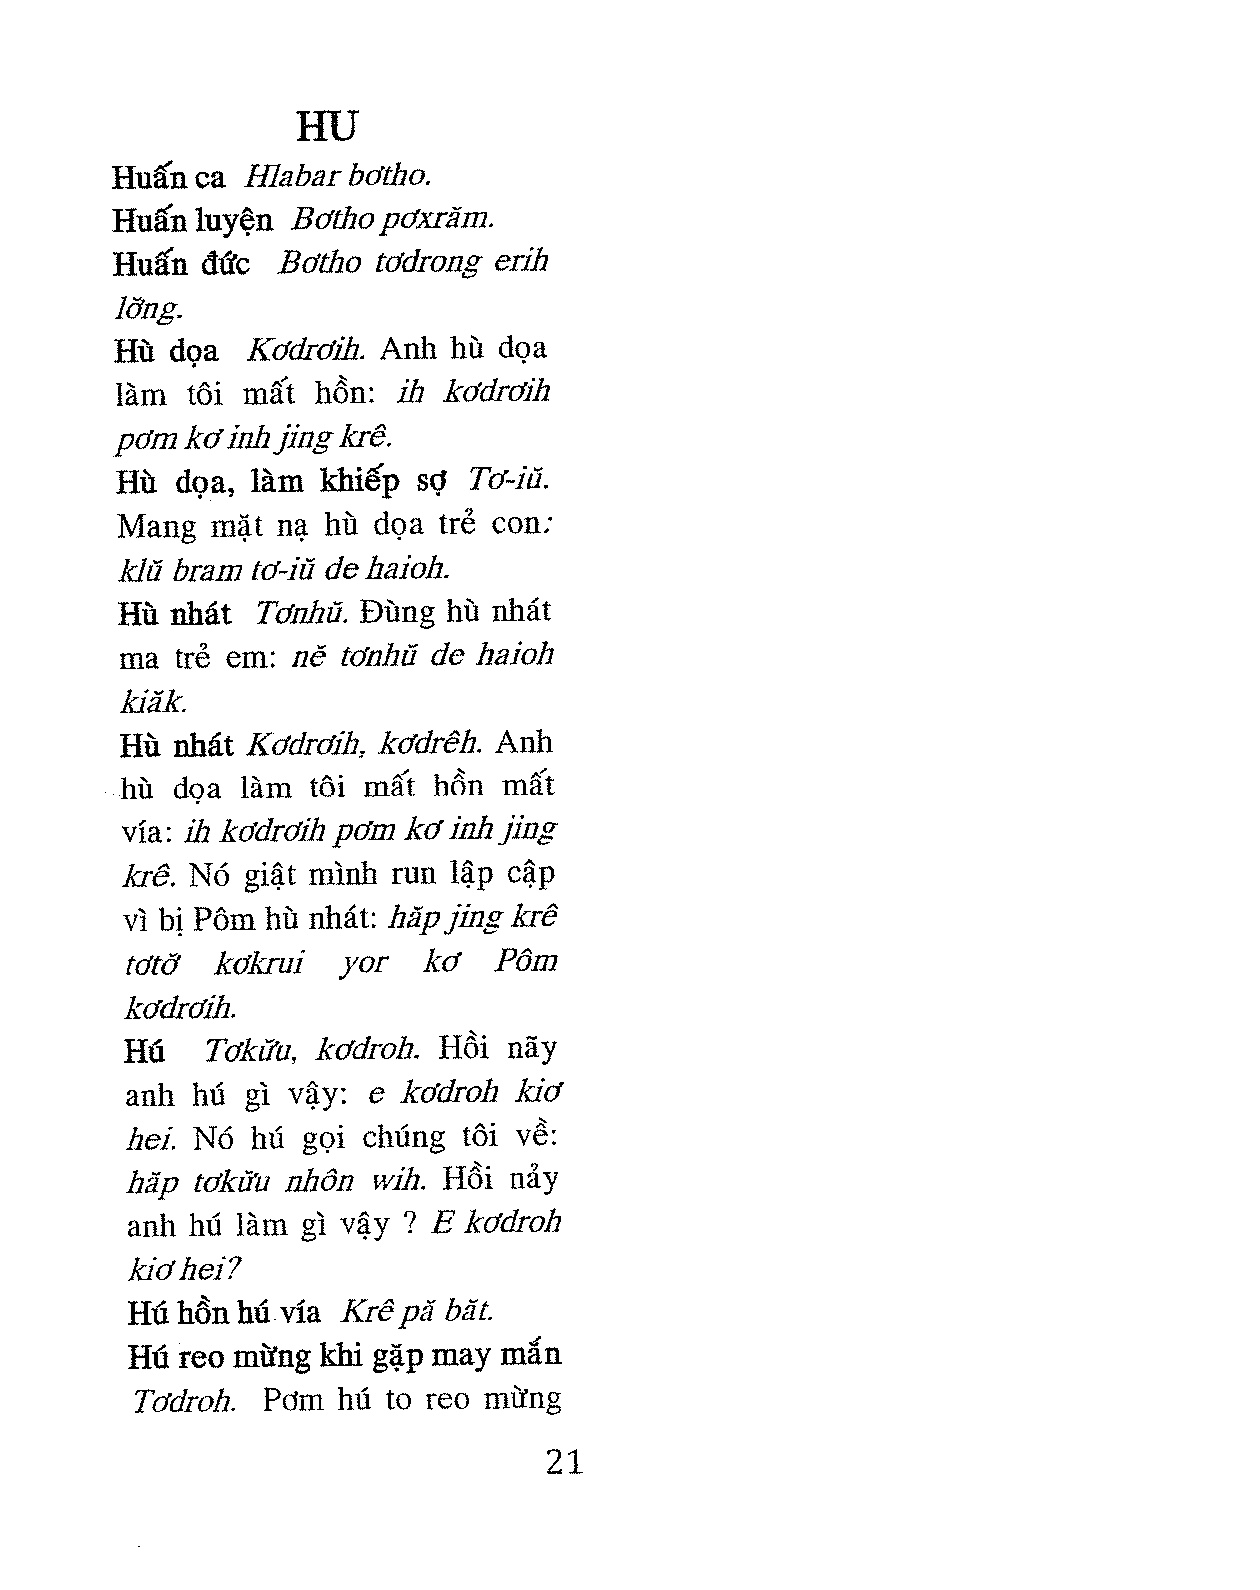 HU
Huấn ca Hlabar bơtho.
Huấn luyện Bơtho pơxrăm.
Huấn đức Bơtho tơdrong erih
lơ̆ng.
Hù dọa Kơdrơih. Anh hù dọa
làm tôi mất hồn: ih kơdrơih
pơm kơ inh jing krê.
Hù dọa, làm khiếp sợ Tơ-iŭ.
Mang mặt nạ hù dọa trẻ con:
klŭ bram tơ-iŭ de haioh.
Hù nhát Tơnhŭ. Đùng hù nhát
ma trẻ em: nĕ tơnhŭ de haioh
kiăk.
Hù nhát Kơdrơih, kơdrêh. Anh
hù dọa làm tôi mất hồn mất
vía: ih kơdrơih pơm kơ inh jing
krê. Nó giật mình run lập cập
vì bị Pôm hù nhát: hăp jing krê
tơtơ̆ kơkrui yor kơ Pôm
kơdrơih.
Hú Tơkư̆u, kơdroh. Hồi nãy
anh hú gì vậy: e kơdroh kiơ
hei. Nó hú gọi chúng tôi về:
hăp tơkư̆u nhôn wih. Hồi nảy
anh hú làm gì vậy ? E kơdroh
kiơ hei?
Hú hồn hú vía Krê pă băt.
Hú reo mừng khi gặp may mắn
Tơdroh. Pơm hú to reo mừng
21